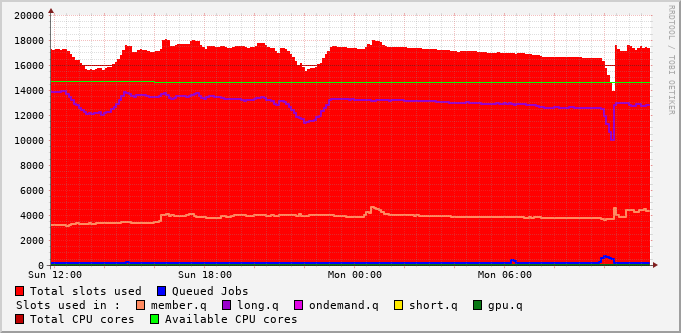 20000
18000
16000
14000
12000
10000
8000
6000
4000
2000
0
Sun 12:00 Sun 18:00 Mon 00:00 Mon 06:00
RRDTOOL / TOBI OETIKER
Total slots used Queued Jobs
Slots used in : member.q long.q ondemand.q short.q gpu.q
Total CPU cores Available CPU cores